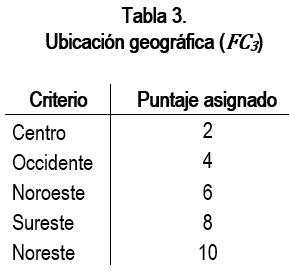 Tabla 3.
Ubicación geográfica (FC₃)
Criterio Puntaje asignado
Centro 2
Occidente 4
Noroeste 6
Sureste 8
Noreste 10